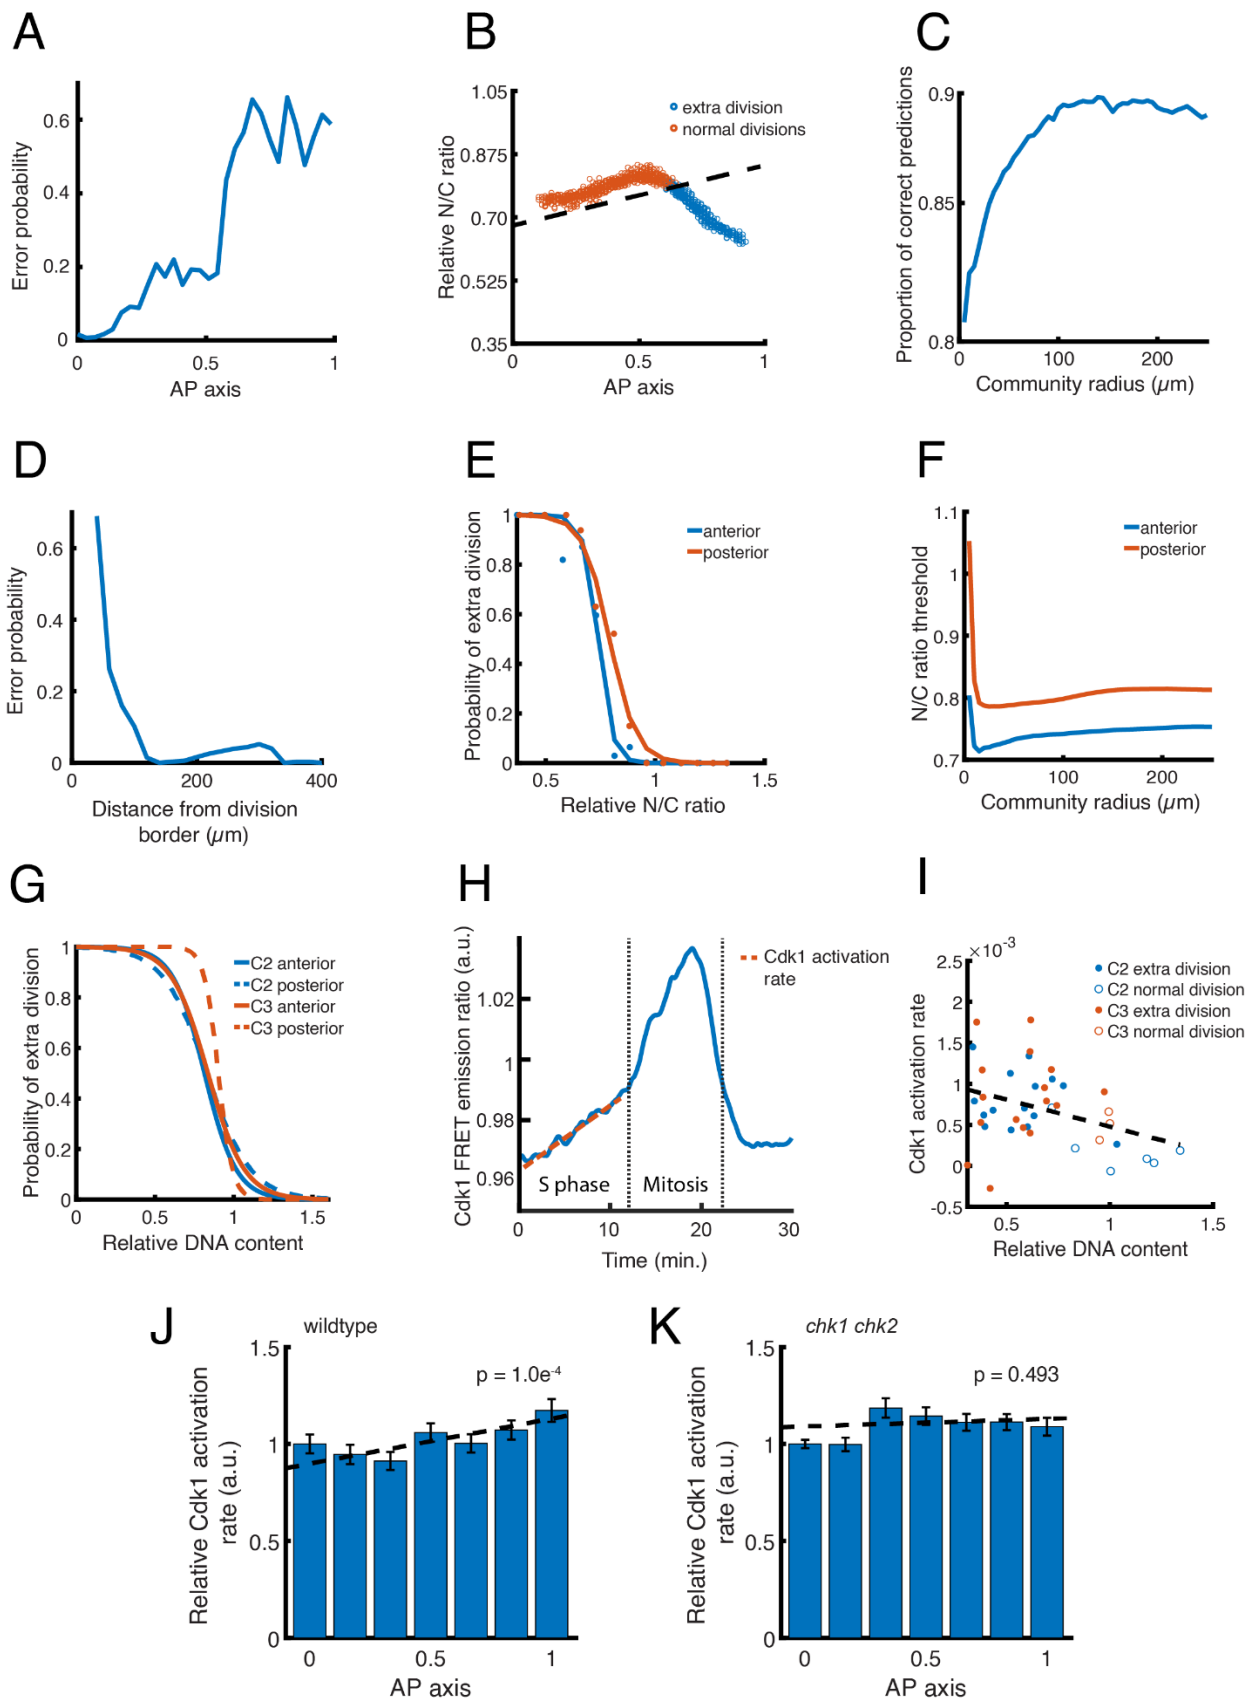 A
Error probability
0.6
0.4
0.2
0
0
0.5
1
AP axis
B
Relative N/C ratio
1.05
0.875
0.70
0.525
0.35
0
0.5
1
AP axis
extra division
normal divisions
C
Proportion of correct predictions
0.9
0.85
0.8
0
100
200
Community radius (µm)
D
Error probability
0.6
0.4
0.2
0
0
200
400
Distance from division
border (µm)
E
Probability of extra division
1
0.8
0.6
0.4
0.2
0
0.5
1
1.5
Relative N/C ratio
anterior
posterior
F
N/C ratio threshold
1.1
1
0.9
0.8
0.7
0
100
200
Community radius (µm)
anterior
posterior
G
Probability of extra division
1
0.8
0.6
0.4
0.2
0
0
0.5
1
1.5
Relative DNA content
C2 anterior
C2 posterior
C3 anterior
C3 posterior
H
Cdk1 FRET emission ratio (a.u.)
1.02
1
0.98
0.96
0
10
20
30
Time (min.)
S phase
Mitosis
Cdk1 activation
rate
I
×10⁻³
Cdk1 activation rate
2.5
2
1.5
1
0.5
0
-0.5
0.5
1
1.5
Relative DNA content
C2 extra division
C2 normal division
C3 extra division
C3 normal division
J
wildtype
p = 1.0e⁻⁴
Relative Cdk1 activation
rate (a.u.)
1.5
1
0.5
0
0
0.5
1
AP axis
K
chk1 chk2
p = 0.493
Relative Cdk1 activation
rate (a.u.)
1.5
1
0.5
0
0
0.5
1
AP axis